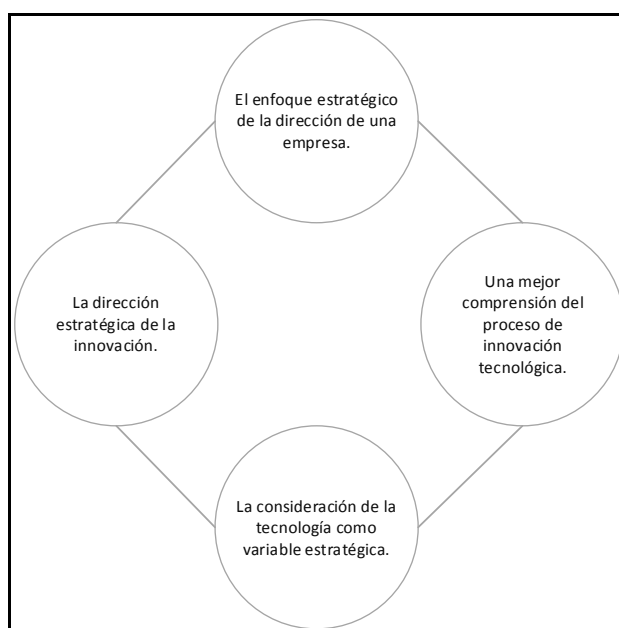 El enfoque estratégico
de la dirección de una
empresa.
La dirección
estratégica de la
innovación.
Una mejor
comprensión del
proceso de
innovación
tecnológica.
La consideración de la
tecnología como
variable estratégica.